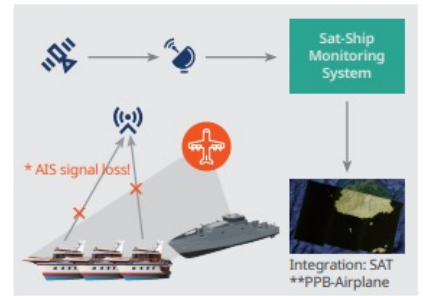 Sat-Ship
Monitoring
System
* AIS signal loss!
Integration: SAT
**PPB-Airplane